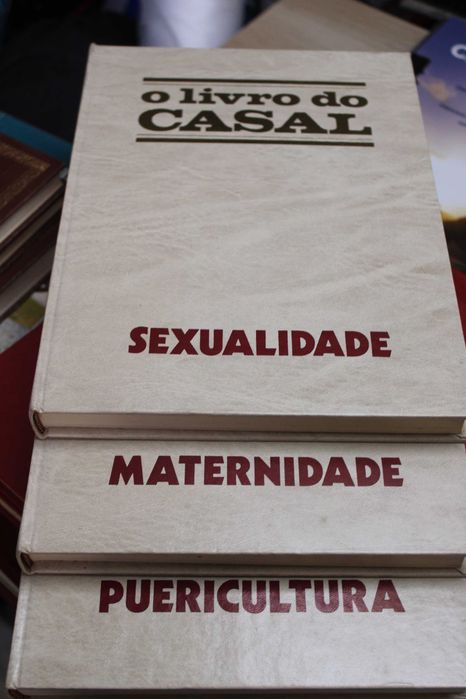 o livro do
CASAL
SEXUALIDADE
MATERNIDADE
PUERICULTURA